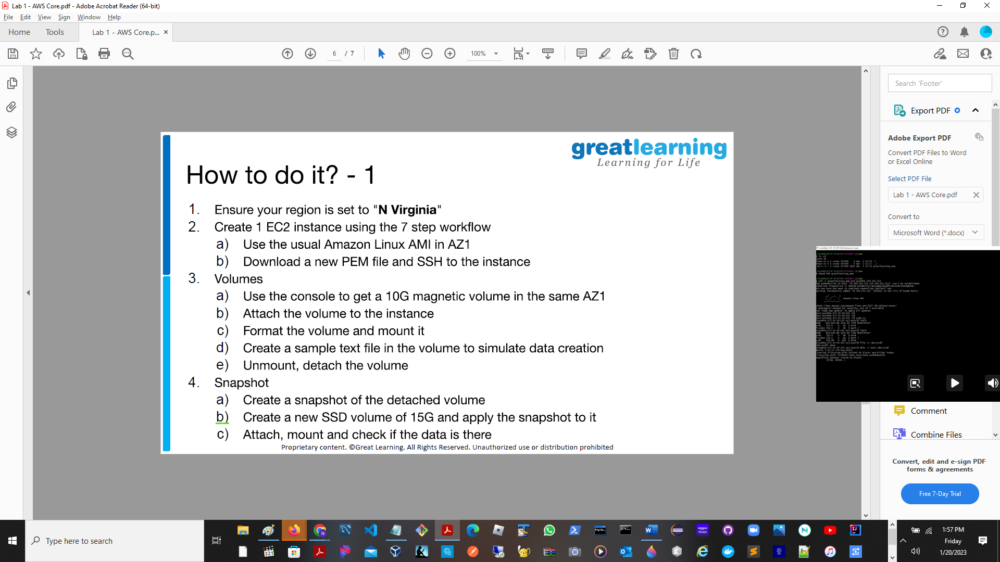 Lab 1 - AWS Core.pdf - Adobe Acrobat Reader (64-bit)
File Edit View Sign Window Help
Home Tools Lab 1 - AWS Core.p...
6 / 7 100%
Search 'Footer'
Export PDF
Adobe Export PDF
Convert PDF Files to Word
or Excel Online
Select PDF File
Lab 1 - AWS Core.pdf
Convert to
Microsoft Word (*.docx)
greatlearning
Learning for Life
How to do it? - 1
1. Ensure your region is set to "N Virginia"
2. Create 1 EC2 instance using the 7 step workflow
a) Use the usual Amazon Linux AMI in AZ1
b) Download a new PEM file and SSH to the instance
3. Volumes
a) Use the console to get a 10G magnetic volume in the same AZ1
b) Attach the volume to the instance
c) Format the volume and mount it
d) Create a sample text file in the volume to simulate data creation
e) Unmount, detach the volume
4. Snapshot
a) Create a snapshot of the detached volume
b) Create a new SSD volume of 15G and apply the snapshot to it
c) Attach, mount and check if the data is there
Proprietary content. ©Great Learning. All Rights Reserved. Unauthorized use or distribution prohibited
Comment
Combine Files
Convert, edit and e-sign PDF
forms & agreements
Free 7-Day Trial
Type here to search
1:57 PM
Friday
1/20/2023